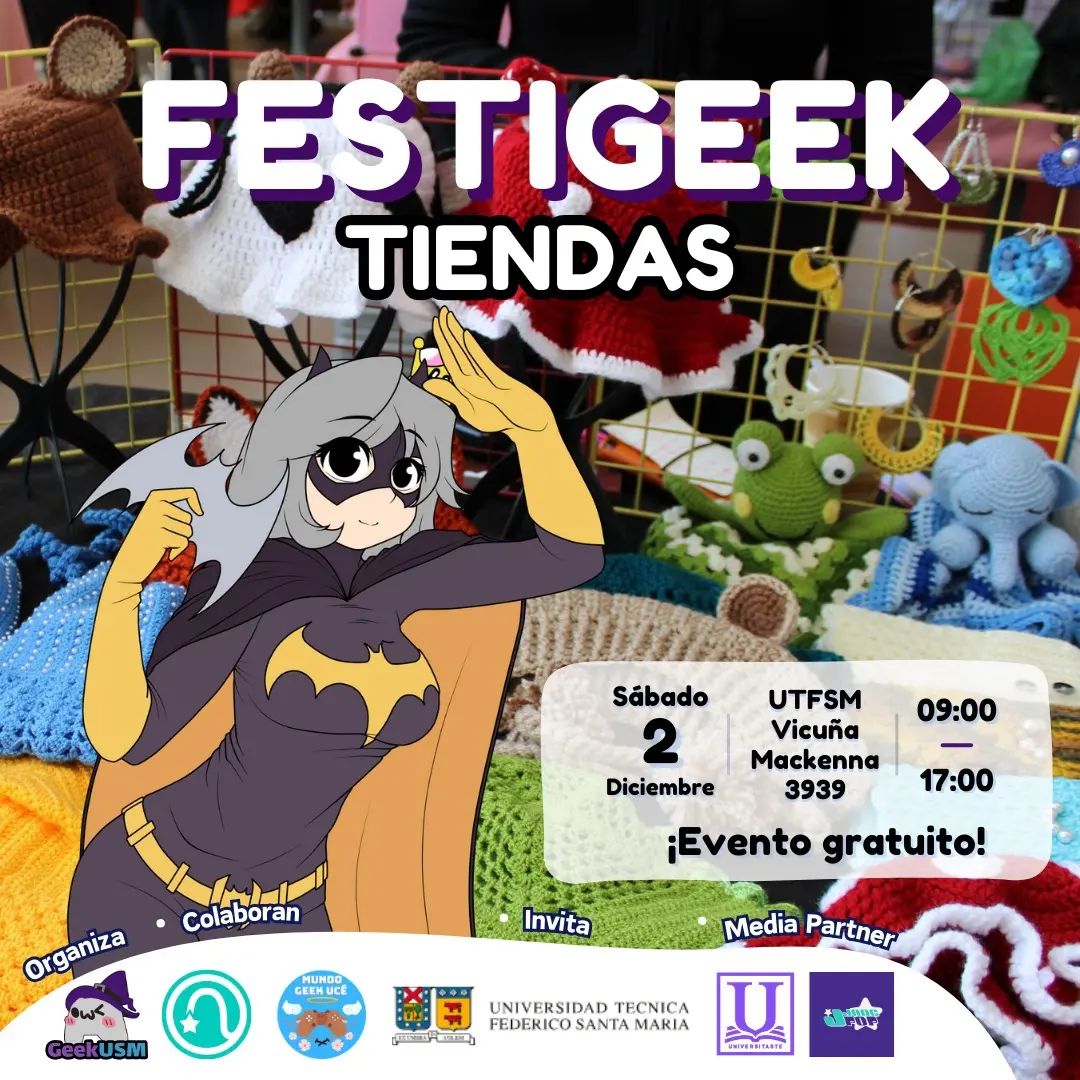 FESTIGEEK
TIENDAS
Sábado
2
Diciembre
UTFSM
Vicuña
Mackenna
3939
09:00
17:00
¡Evento gratuito!
Organiza
Colaboran
Invita
Media Partner
GeekUSM
MUNDO
GEEK UCÉ
UNIVERSIDAD TECNICA
FEDERICO SANTA MARIA
UNIVERSITASTE